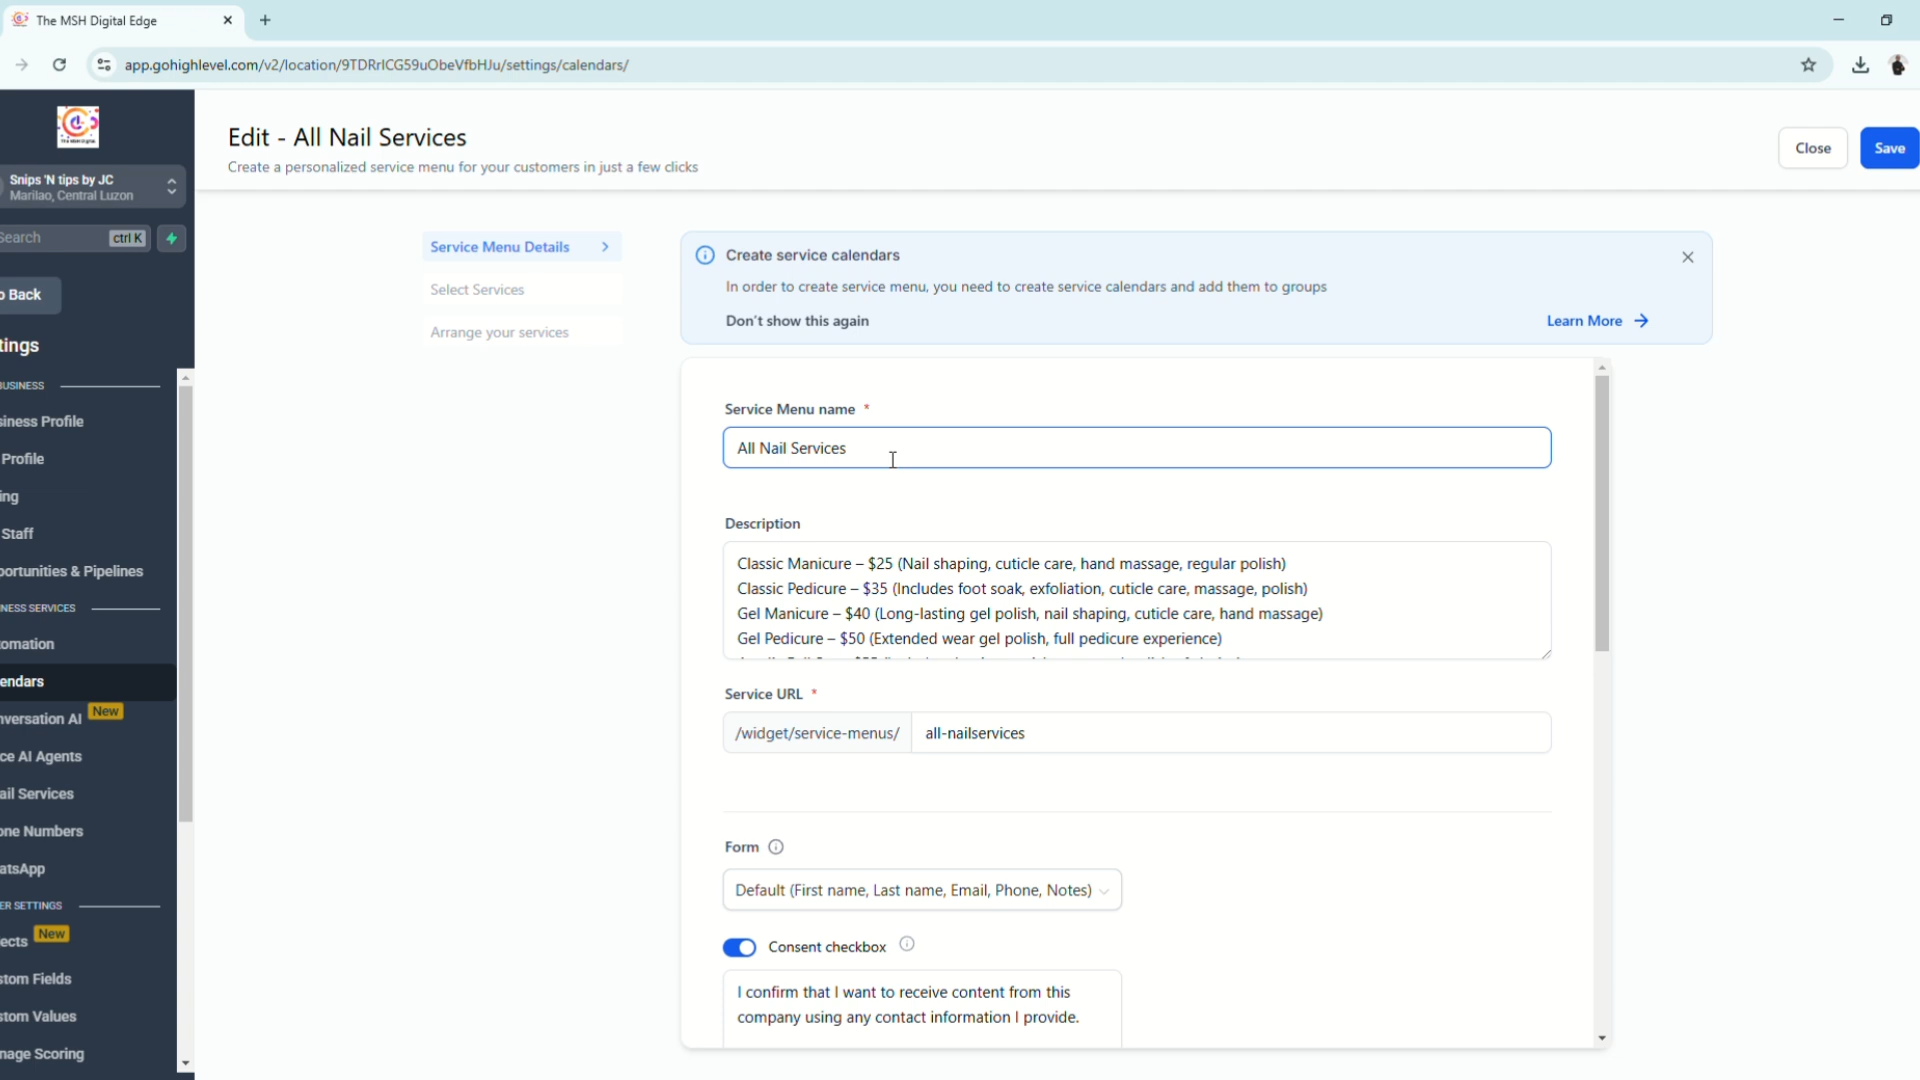 The MSH Digital Edge
app.gohighlevel.com/v2/location/9TDRrICG59uObeVfbHJu/settings/calendars/
Snips 'N tips by JC
Marilao, Central Luzon
Search
ctrl K
o Back
tings
BUSINESS
siness Profile
Profile
ing
Staff
portunities & Pipelines
NESS SERVICES
omation
endars
nversation AI New
ce AI Agents
ail Services
one Numbers
atsApp
ER SETTINGS
ects New
stom Fields
stom Values
nage Scoring
Edit - All Nail Services
Create a personalized service menu for your customers in just a few clicks
Close
Save
Service Menu Details
Select Services
Arrange your services
Create service calendars
In order to create service menu, you need to create service calendars and add them to groups
Don't show this again
Learn More
Service Menu name *
All Nail Services
Description
Classic Manicure – $25 (Nail shaping, cuticle care, hand massage, regular polish)
Classic Pedicure – $35 (Includes foot soak, exfoliation, cuticle care, massage, polish)
Gel Manicure – $40 (Long-lasting gel polish, nail shaping, cuticle care, hand massage)
Gel Pedicure – $50 (Extended wear gel polish, full pedicure experience)
Service URL *
/widget/service-menus/ all-nailservices
Form
Default (First name, Last name, Email, Phone, Notes)
Consent checkbox
I confirm that I want to receive content from this
company using any contact information I provide.